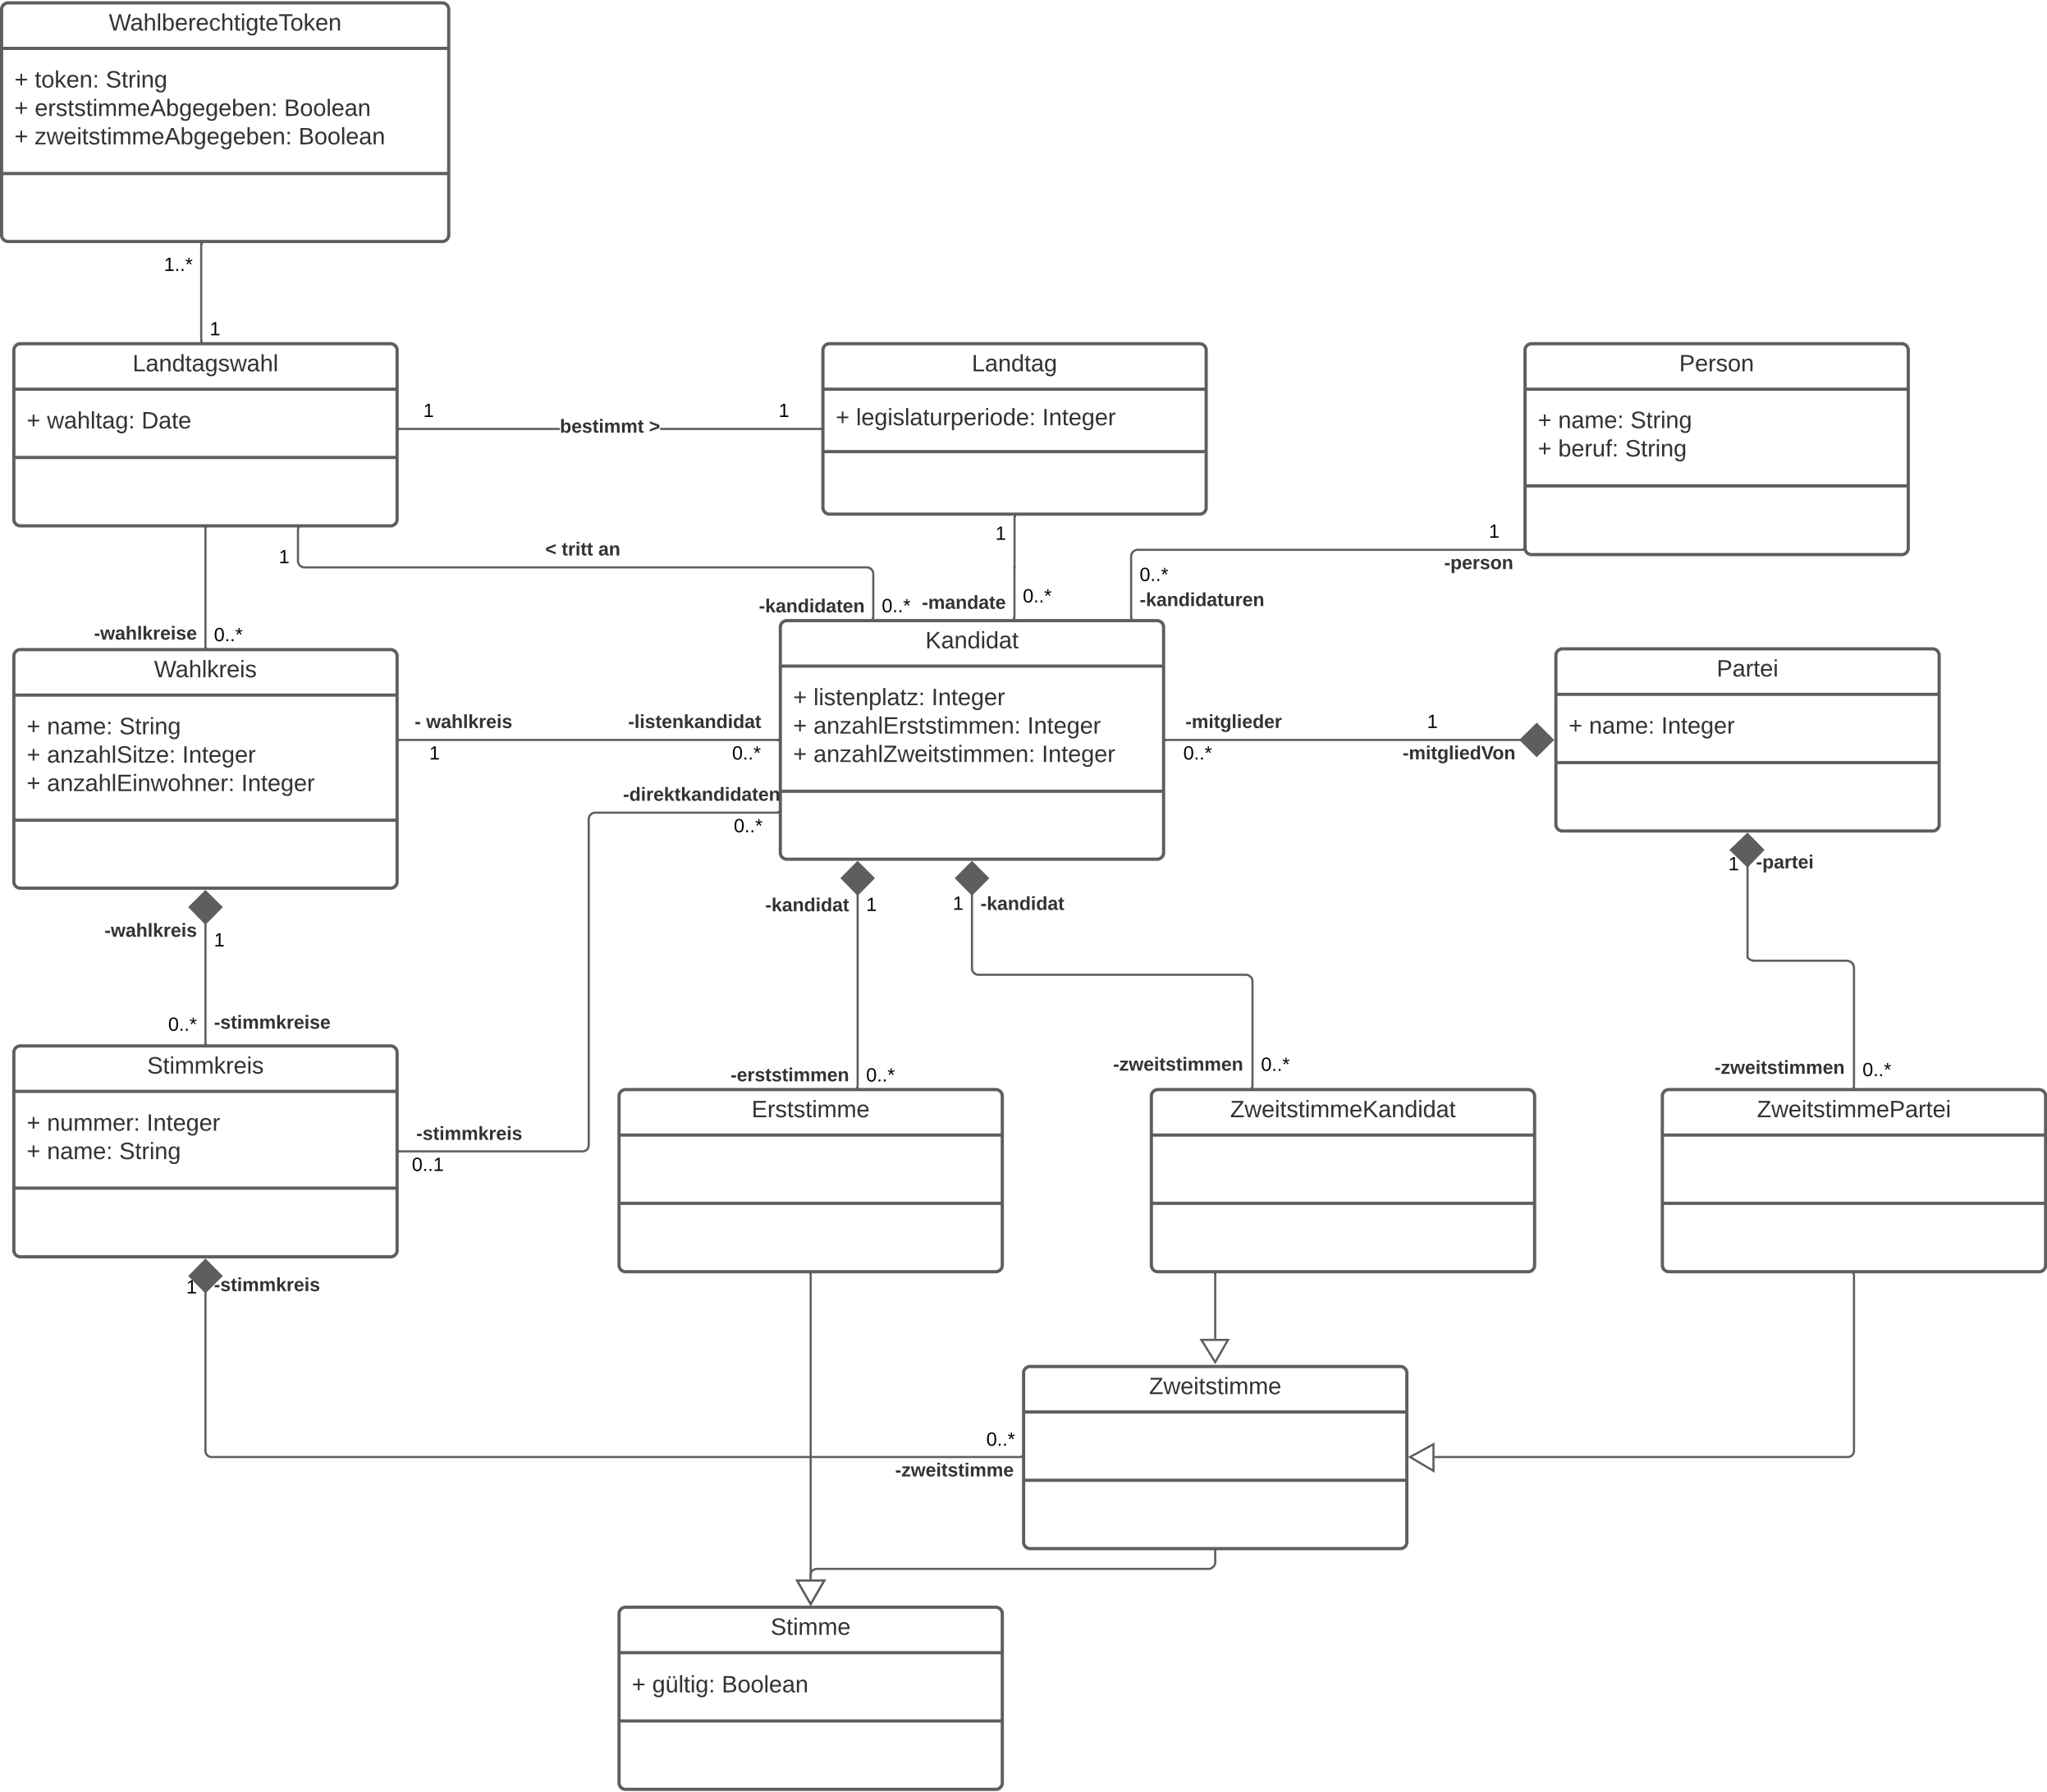 WahlberechtigteToken
+ token: String
+ erststimmeAbgegeben: Boolean
+ zweitstimmeAbgegeben: Boolean
1..*
1
Landtagswahl
+ wahltag: Date
1
bestimmt >
1
Landtag
+ legislaturperiode: Integer
Person
+ name: String
+ beruf: String
1
< tritt an
1
1
-person
0..*
-kandidaturen
-kandidaten
0..*
-mandate
0..*
-wahlkreise
0..*
Wahlkreis
+ name: String
+ anzahlSitze: Integer
+ anzahlEinwohner: Integer
- wahlkreis
1
-listenkandidat
0..*
Kandidat
+ listenplatz: Integer
+ anzahlErststimmen: Integer
+ anzahlZweitstimmen: Integer
-mitglieder
0..*
1
-mitgliedVon
Partei
+ name: Integer
-direktkandidaten
0..*
-kandidat
1
1
-kandidat
1
-partei
-wahlkreis
1
0..*
-stimmkreise
Stimmkreis
+ nummer: Integer
+ name: String
-stimmkreis
0..1
-erststimmen
0..*
-zweitstimmen
0..*
-zweitstimmen
0..*
Erststimme
ZweitstimmeKandidat
ZweitstimmePartei
1
-stimmkreis
Zweitstimme
0..*
-zweitstimme
Stimme
+ gültig: Boolean